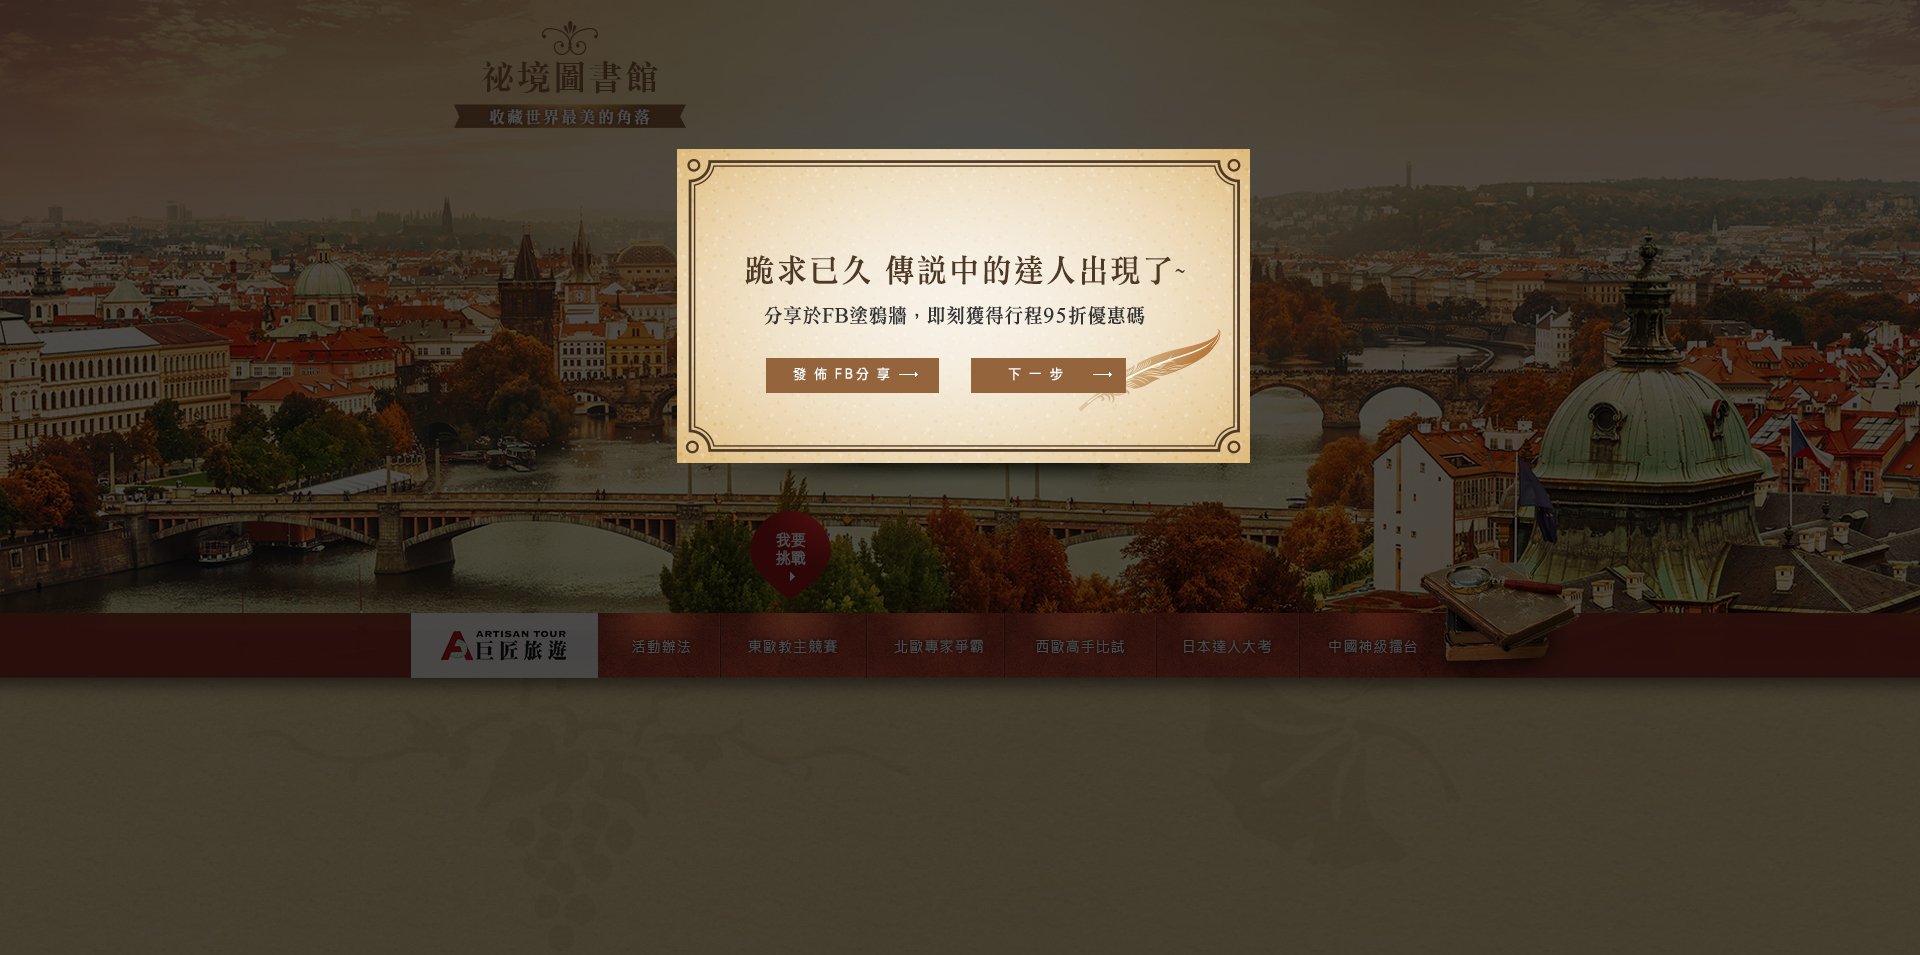 祕境圖書館
收藏世界最美的角落
跪求已久 傳説中的達人出現了~
分享於FB塗鴉牆，即刻獲得行程95折優惠碼
發佈FB分享
下一步
我要
挑戰
ARTISAN TOUR
巨匠旅遊
活動辦法
東歐教主競賽
北歐專家爭霸
西歐高手比試
日本達人大考
中國神級擂台